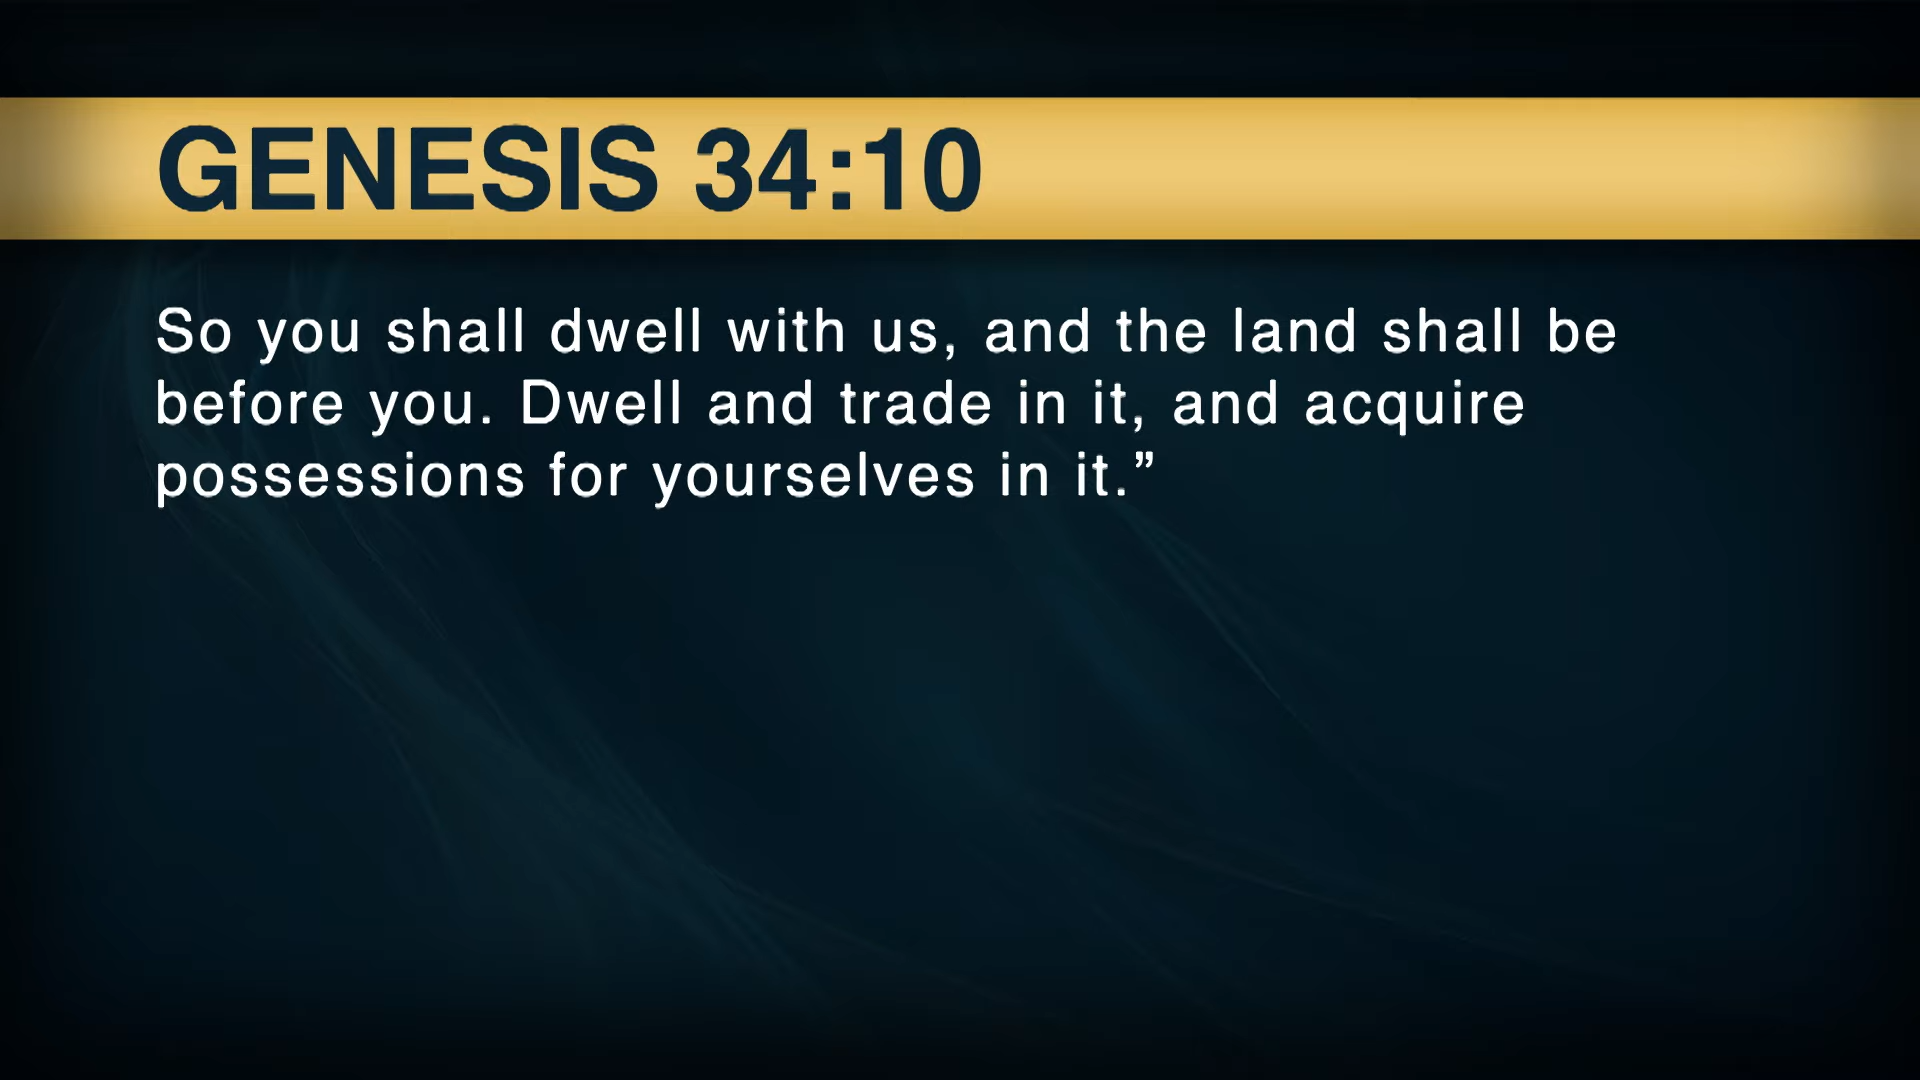 GENESIS 34:10
So you shall dwell with us, and the land shall be
before you. Dwell and trade in it, and acquire
possessions for yourselves in it.”